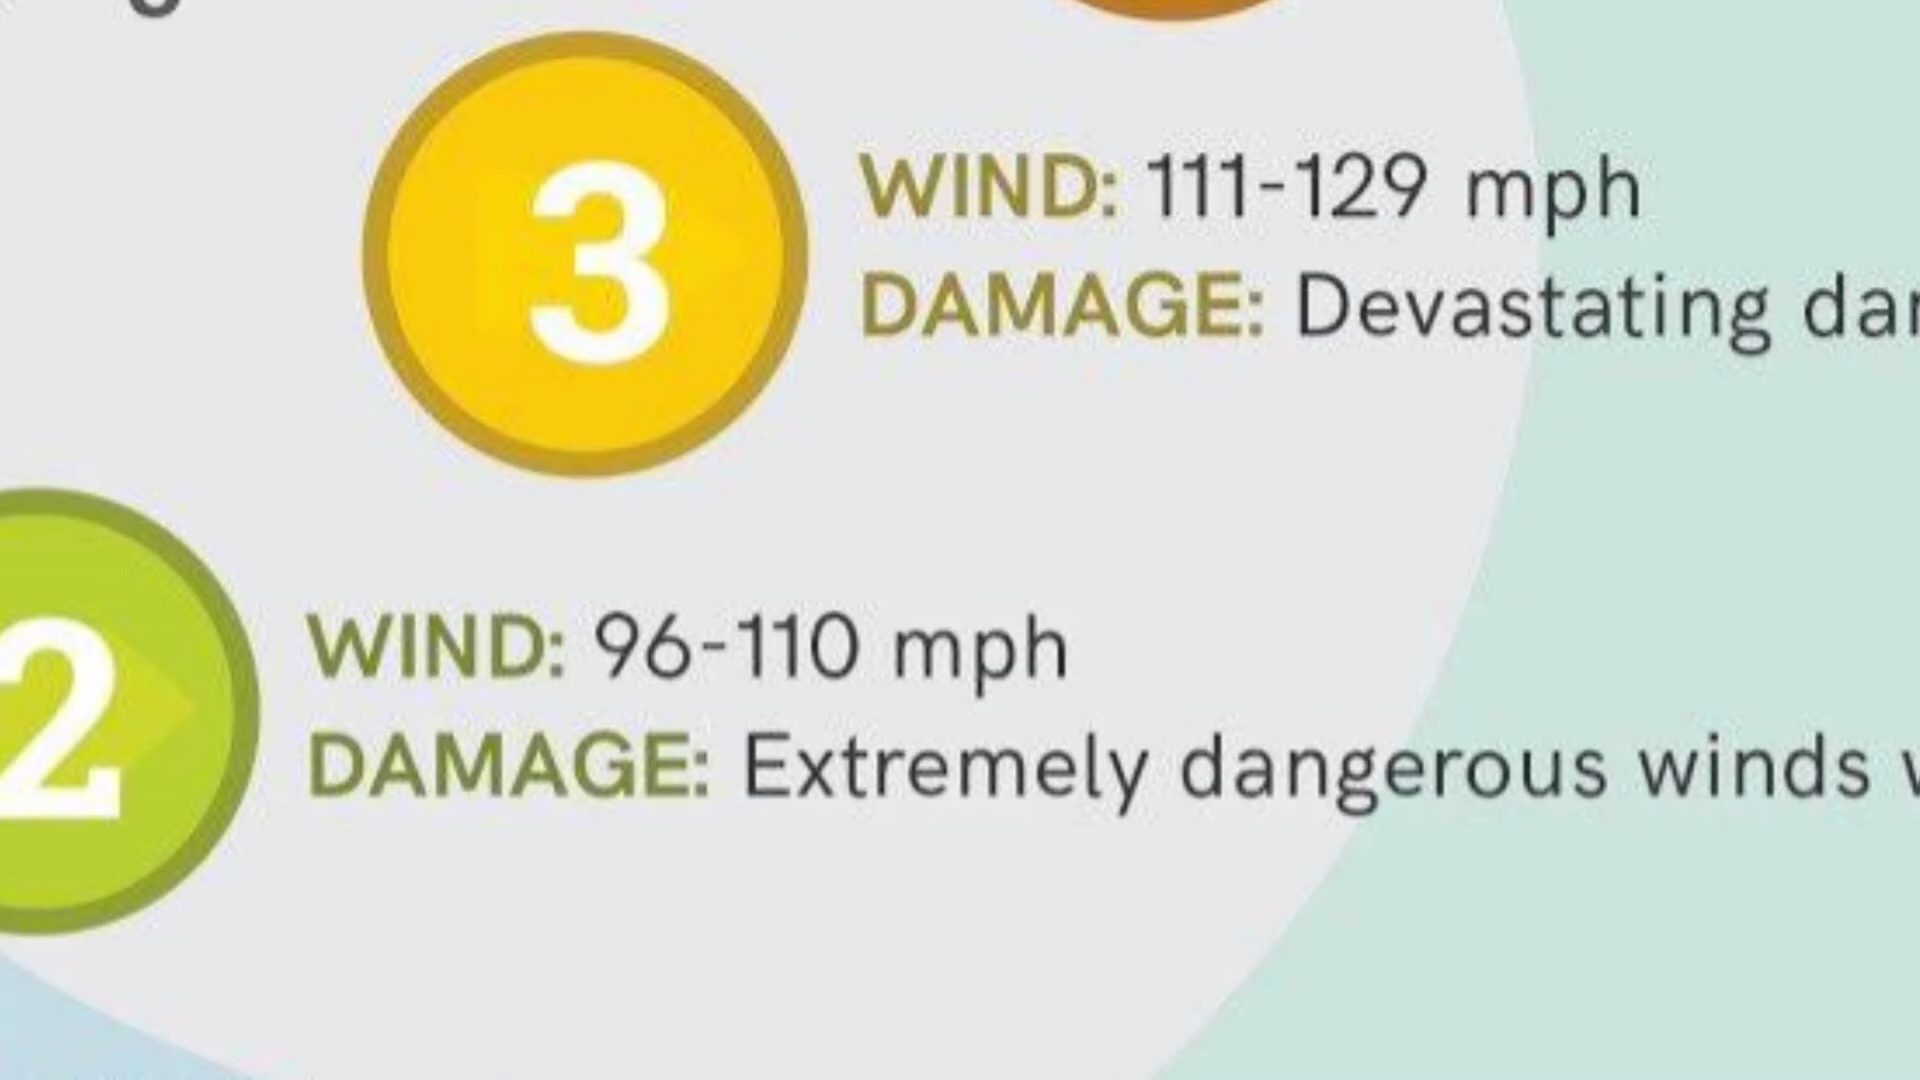 3
WIND: 111-129 mph
DAMAGE: Devastating
2
WIND: 96-110 mph
DAMAGE: Extremely dangerous winds